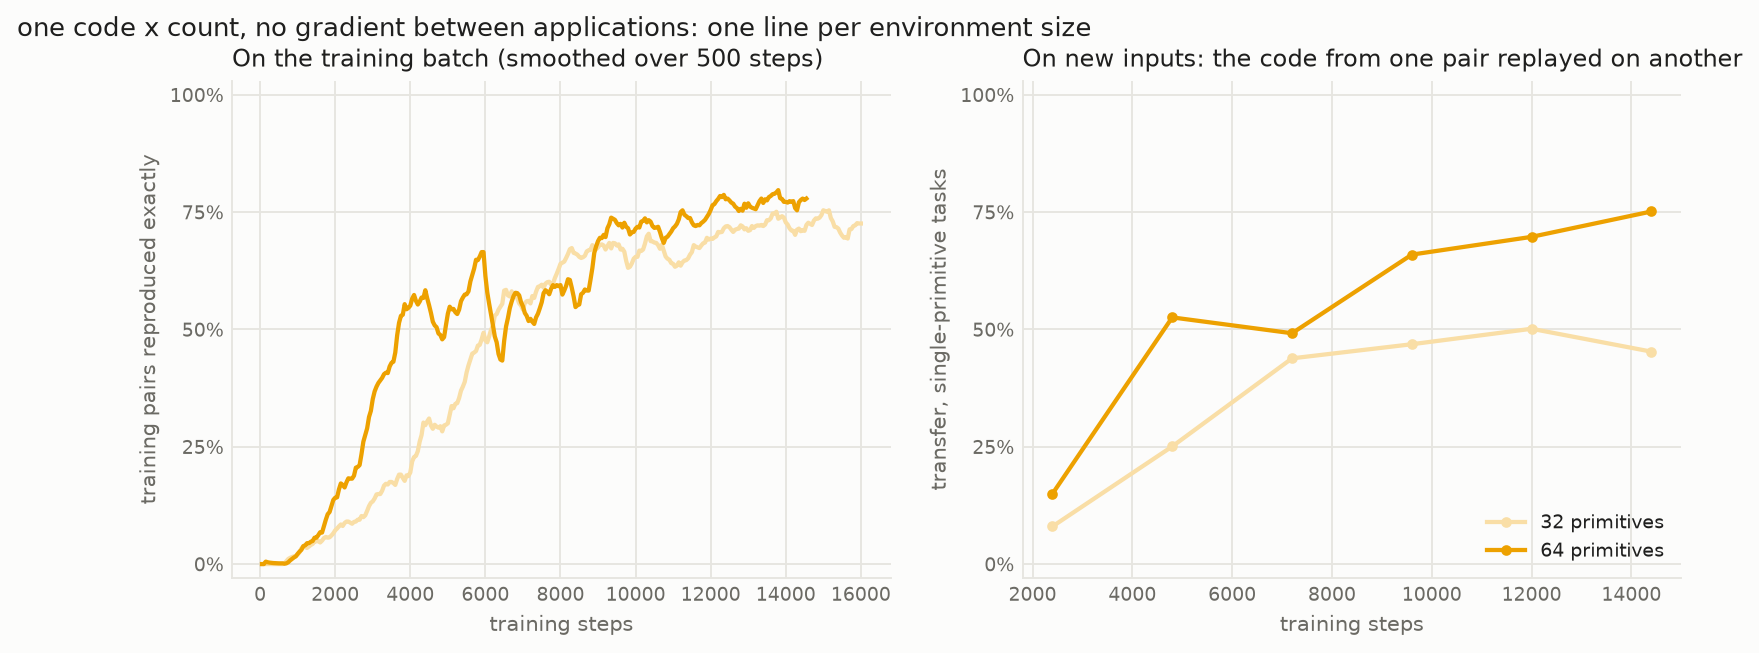 one code x count, no gradient between applications: one line per environment size
On the training batch (smoothed over 500 steps)
training pairs reproduced exactly
100%
75%
50%
25%
0%
0 2000 4000 6000 8000 10000 12000 14000 16000
training steps
On new inputs: the code from one pair replayed on another
transfer, single-primitive tasks
100%
75%
50%
25%
0%
32 primitives
64 primitives
2000 4000 6000 8000 10000 12000 14000
training steps